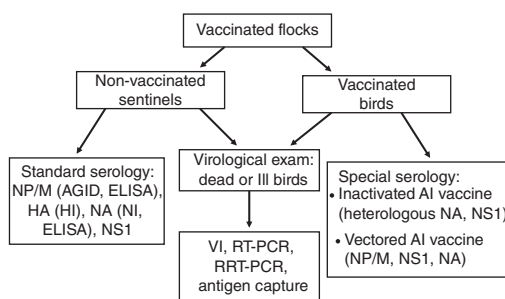 Vaccinated flocks
Non-vaccinated
sentinels
Vaccinated
birds
Standard serology:
NP/M (AGID, ELISA),
HA (HI), NA (NI,
ELISA), NS1
Virological exam:
dead or Ill birds
Special serology:
• Inactivated AI vaccine
(heterologous NA, NS1)
• Vectored AI vaccine
(NP/M, NS1, NA)
VI, RT-PCR,
RRT-PCR,
antigen capture